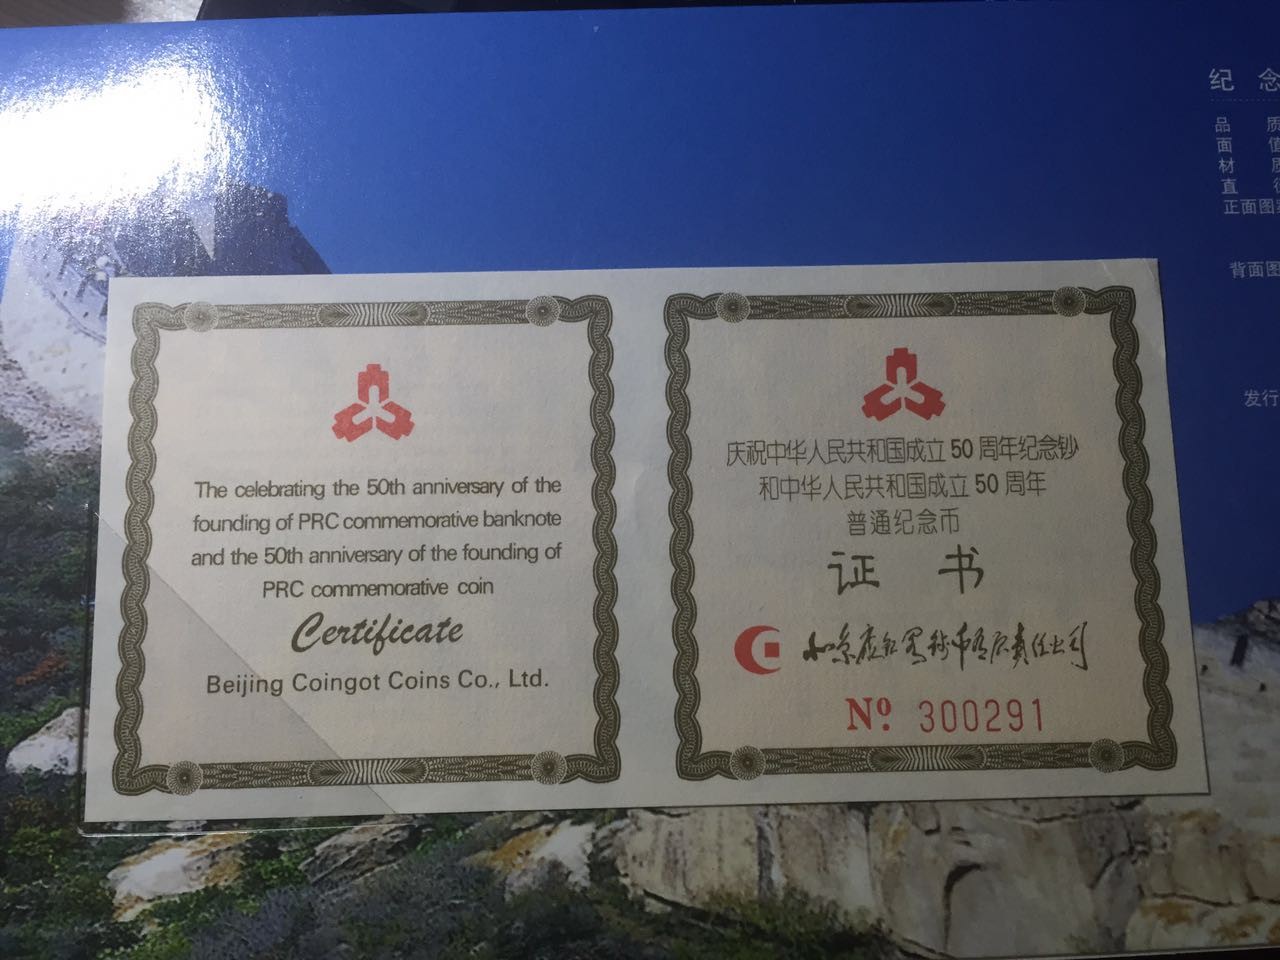 The celebrating the 50th anniversary of the
founding of PRC commemorative banknote
and the 50th anniversary of the founding of
PRC commemorative coin
Certificate
Beijing Coingot Coins Co., Ltd.
庆祝中华人民共和国成立50周年纪念钞
和中华人民共和国成立50周年
普通纪念币
证 书
No. 300291
纪 念
品 质
面 值
材 质
直 径
正面图
背面图
发行